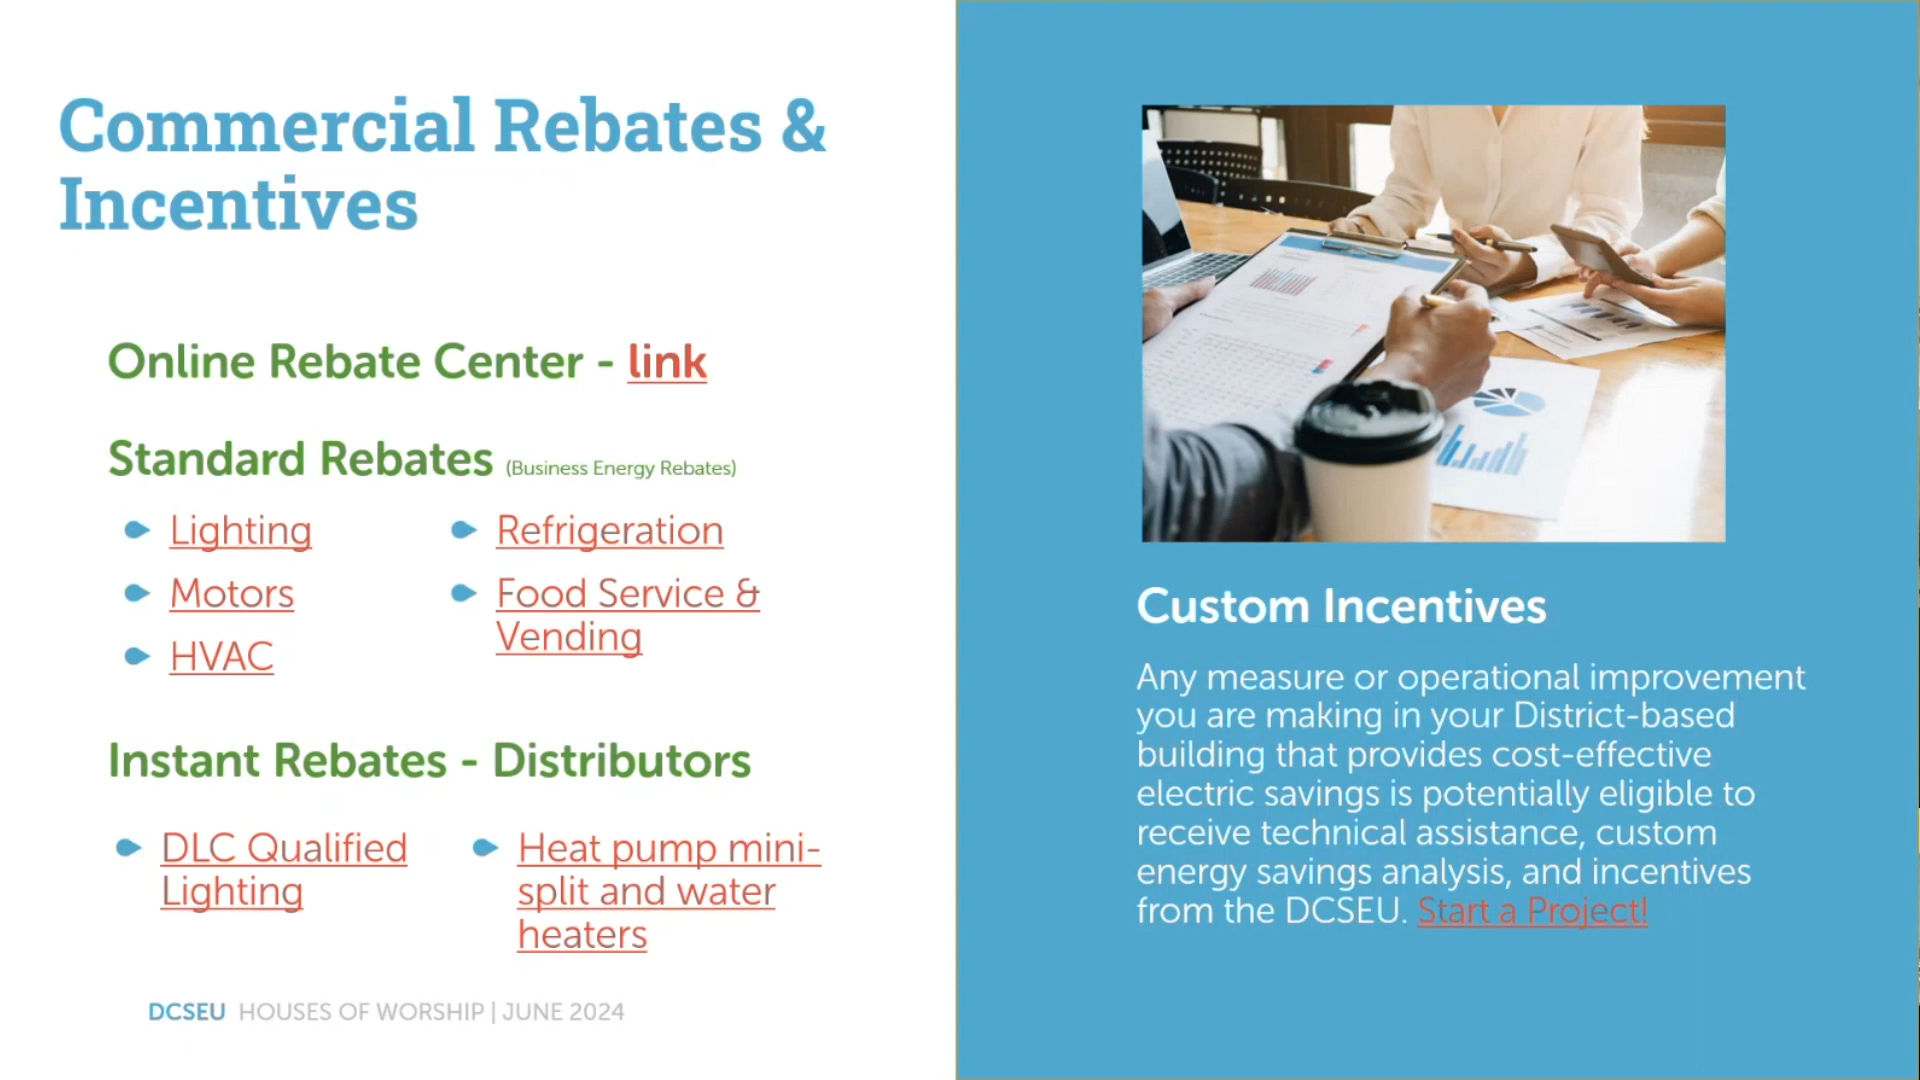 Commercial Rebates &
Incentives
Online Rebate Center - link
Standard Rebates (Business Energy Rebates)
Lighting
Motors
HVAC
Refrigeration
Food Service &
Vending
Instant Rebates - Distributors
DLC Qualified
Lighting
Heat pump mini-
split and water
heaters
DCSEU HOUSES OF WORSHIP | JUNE 2024
Custom Incentives
Any measure or operational improvement
you are making in your District-based
building that provides cost-effective
electric savings is potentially eligible to
receive technical assistance, custom
energy savings analysis, and incentives
from the DCSEU. Start a Project!